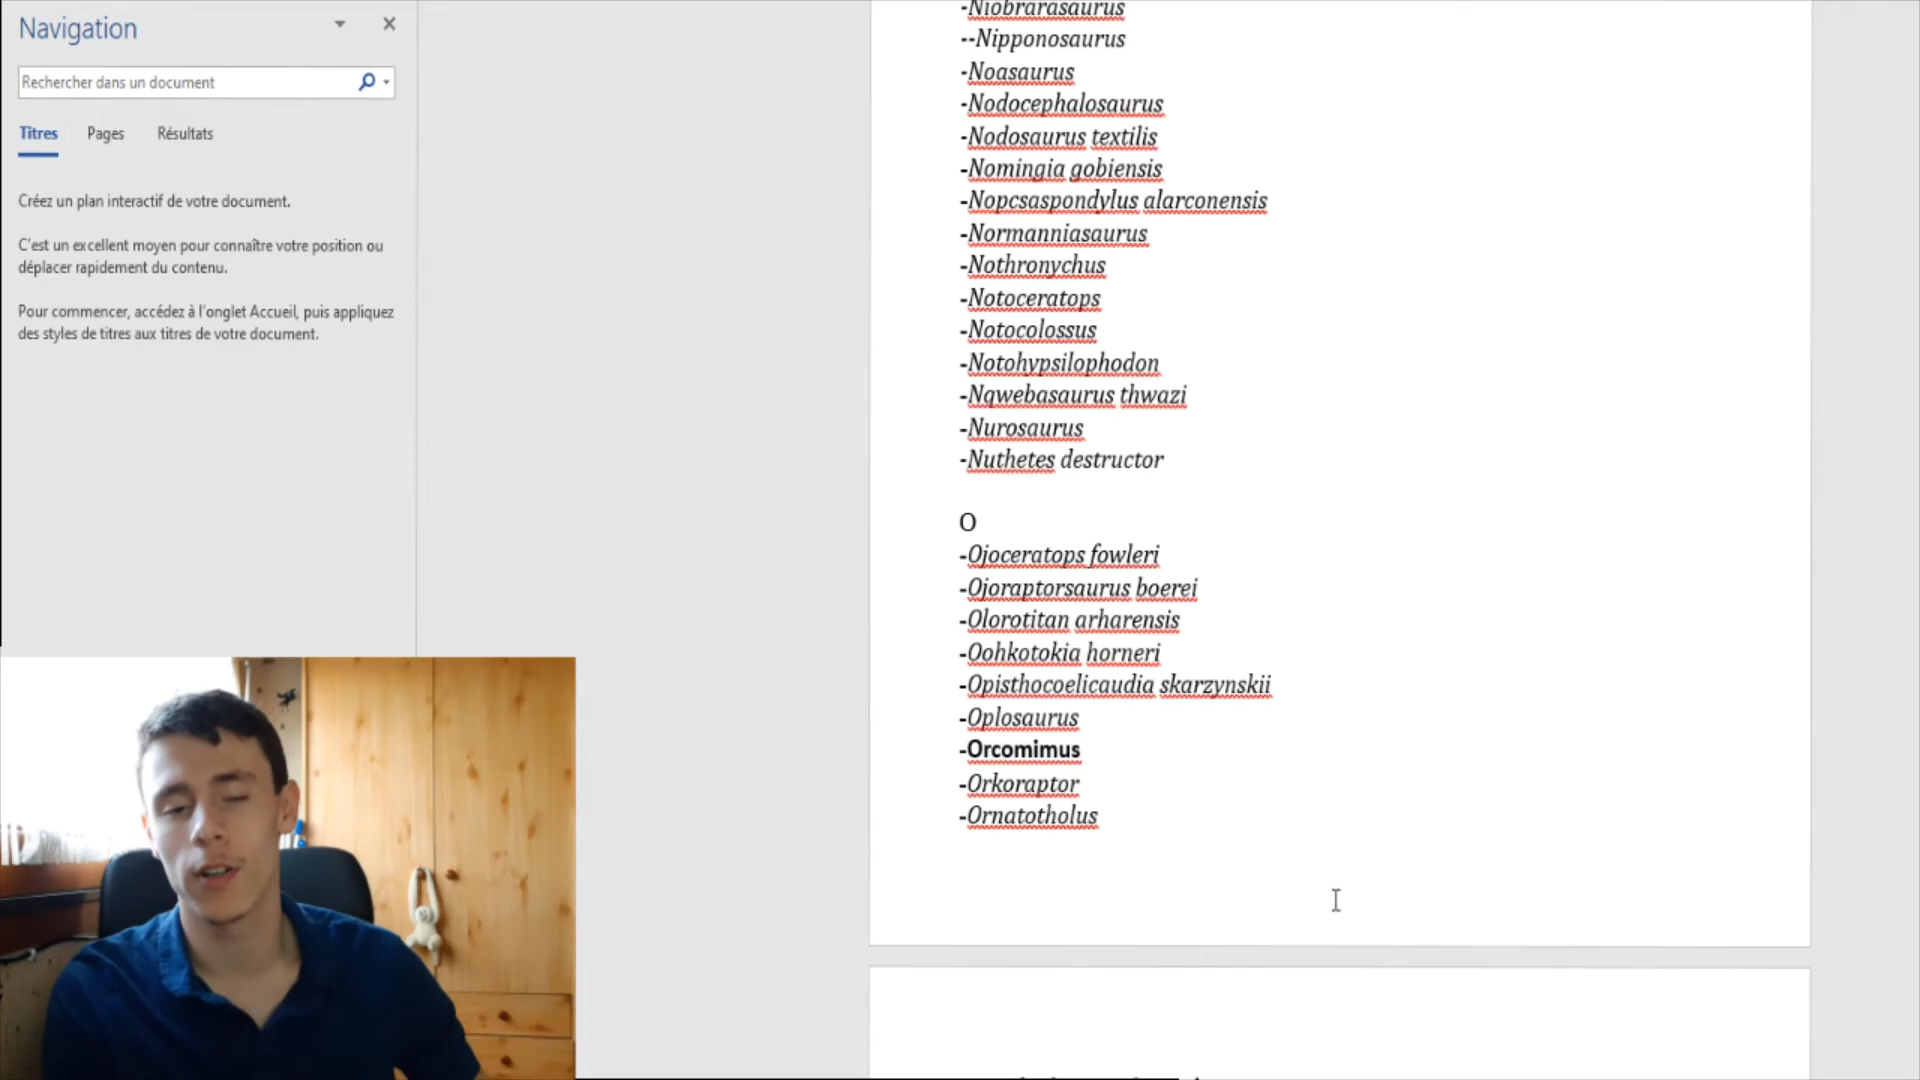 Navigation
Rechercher dans un document
Titres Pages Résultats
Créez un plan interactif de votre document.
C'est un excellent moyen pour connaître votre position ou
déplacer rapidement du contenu.
Pour commencer, accédez à l'onglet Accueil, puis appliquez
des styles de titres aux titres de votre document.
-Niobrarasaurus
--Nipponosaurus
-Noasaurus
-Nodocephalosaurus
-Nodosaurus textilis
-Nomingia gobiensis
-Nopcsaspondylus alarconensis
-Normanniasaurus
-Nothronychus
-Notoceratops
-Notocolossus
-Notohypsilophodon
-Nqwebasaurus thwazi
-Nurosaurus
-Nuthetes destructor
O
-Ojoceratops fowleri
-Ojoraptorsaurus boerei
-Olorotitan arharensis
-Oohkotokia horneri
-Opisthocoelicaudia skarzynskii
-Oplosaurus
-Orcomimus
-Orkoraptor
-Ornatotholus